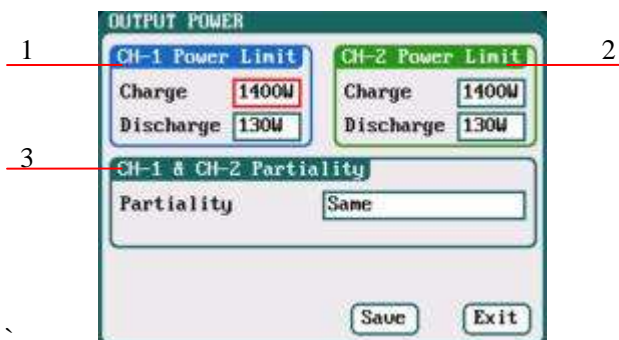 OUTPUT POWER
1
CH-1 Power Limit
CH-2 Power Limit
2
Charge 1400W
Charge 1400W
Discharge 130W
Discharge 130W
3
CH-1 & CH-2 Partiality
Partiality Same
Save Exit
`